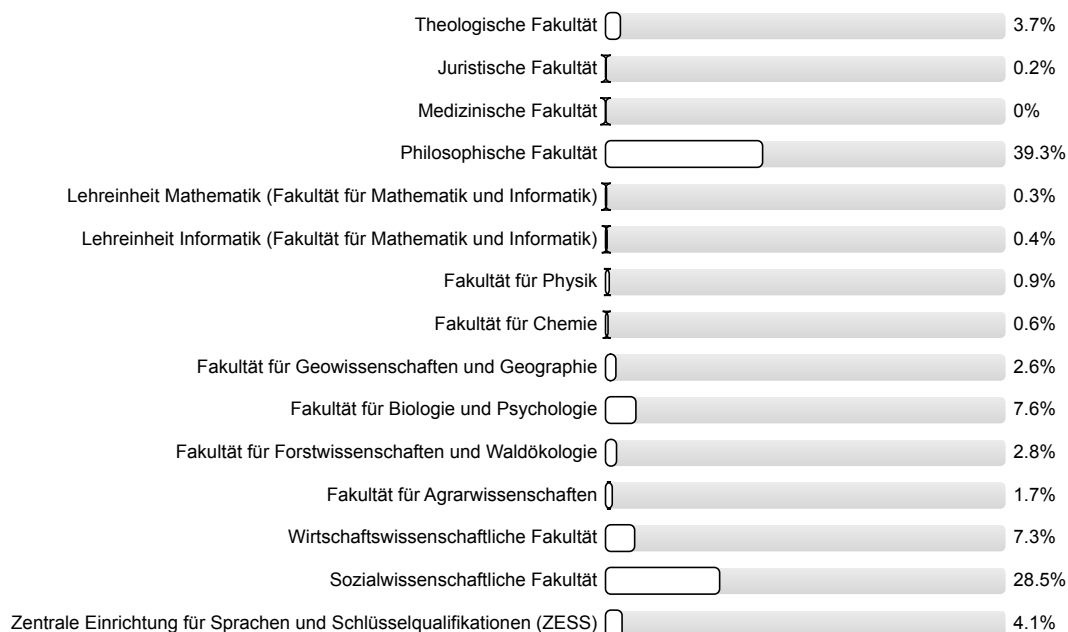 Theologische Fakultät 3.7%
Juristische Fakultät 0.2%
Medizinische Fakultät 0%
Philosophische Fakultät 39.3%
Lehreinheit Mathematik (Fakultät für Mathematik und Informatik) 0.3%
Lehreinheit Informatik (Fakultät für Mathematik und Informatik) 0.4%
Fakultät für Physik 0.9%
Fakultät für Chemie 0.6%
Fakultät für Geowissenschaften und Geographie 2.6%
Fakultät für Biologie und Psychologie 7.6%
Fakultät für Forstwissenschaften und Waldökologie 2.8%
Fakultät für Agrarwissenschaften 1.7%
Wirtschaftswissenschaftliche Fakultät 7.3%
Sozialwissenschaftliche Fakultät 28.5%
Zentrale Einrichtung für Sprachen und Schlüsselqualifikationen (ZESS) 4.1%